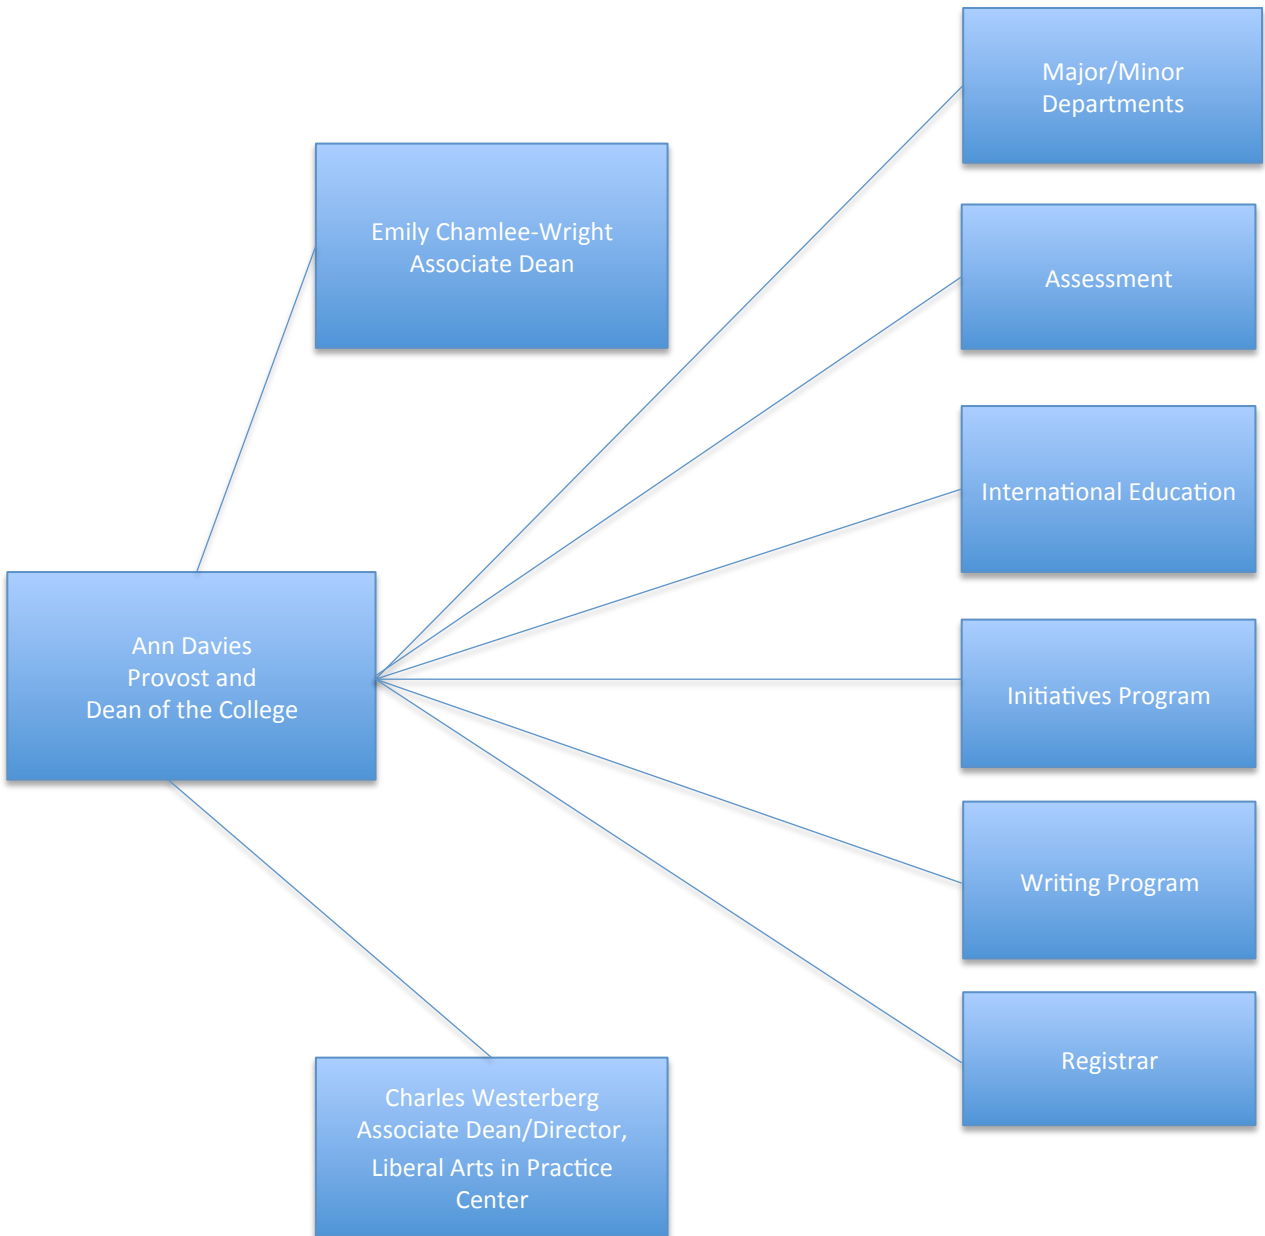 Major/Minor
Departments
Emily Chamlee-Wright
Associate Dean
Assessment
International Education
Ann Davies
Provost and
Dean of the College
Initiatives Program
Writing Program
Registrar
Charles Westerberg
Associate Dean/Director,
Liberal Arts in Practice
Center